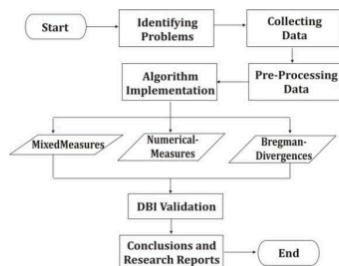 Start
Identifying
Problems
Collecting
Data
Algorithm
Implementation
Pre-Processing
Data
MixedMeasures
Numerical-
Measures
Bregman-
Divergences
DBI Validation
Conclusions and
Research Reports
End